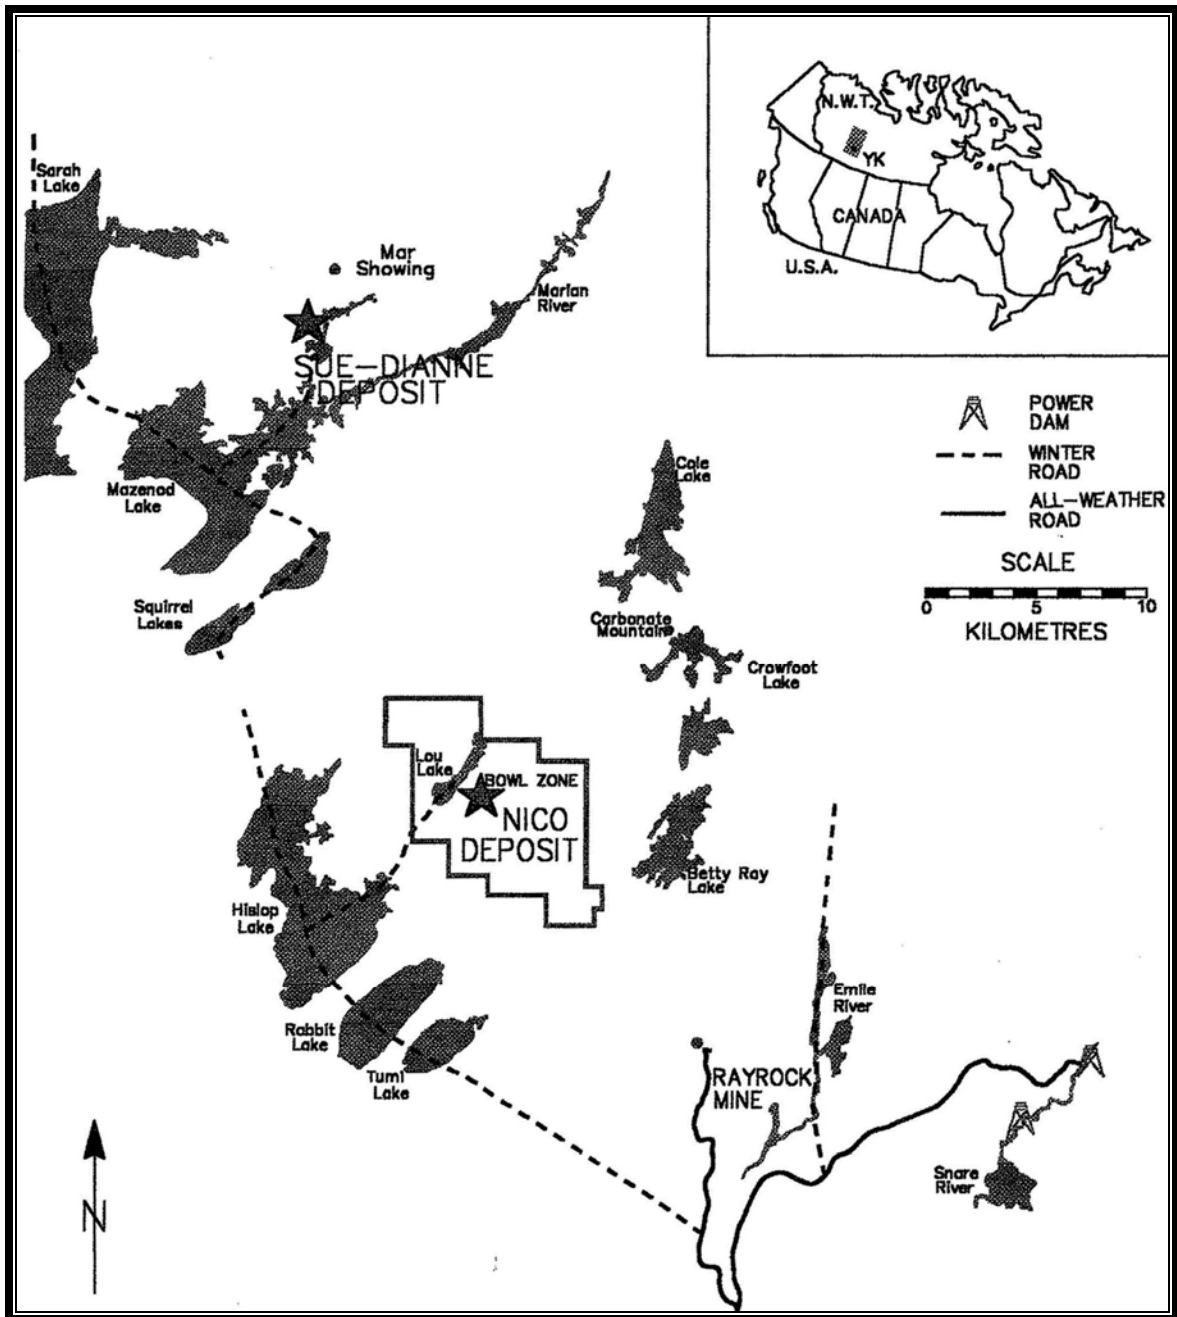 N.W.T.
YK
CANADA
U.S.A.
Sarah
Lake
Mar
Showing
Marian
River
SUE-DIANNE
DEPOSIT
POWER
DAM
WINTER
ROAD
ALL-WEATHER
ROAD
SCALE
0 5 10
KILOMETRES
Mazenod
Lake
Cole
Lake
Squirrel
Lakes
Carbonate
Mountain
Crowfoot
Lake
Lou
Lake
BOWL ZONE
NICO
DEPOSIT
Betty Ray
Lake
Hislop
Lake
Emile
River
Rabbit
Lake
Tumi
Lake
RAYROCK
MINE
Snare
River
N